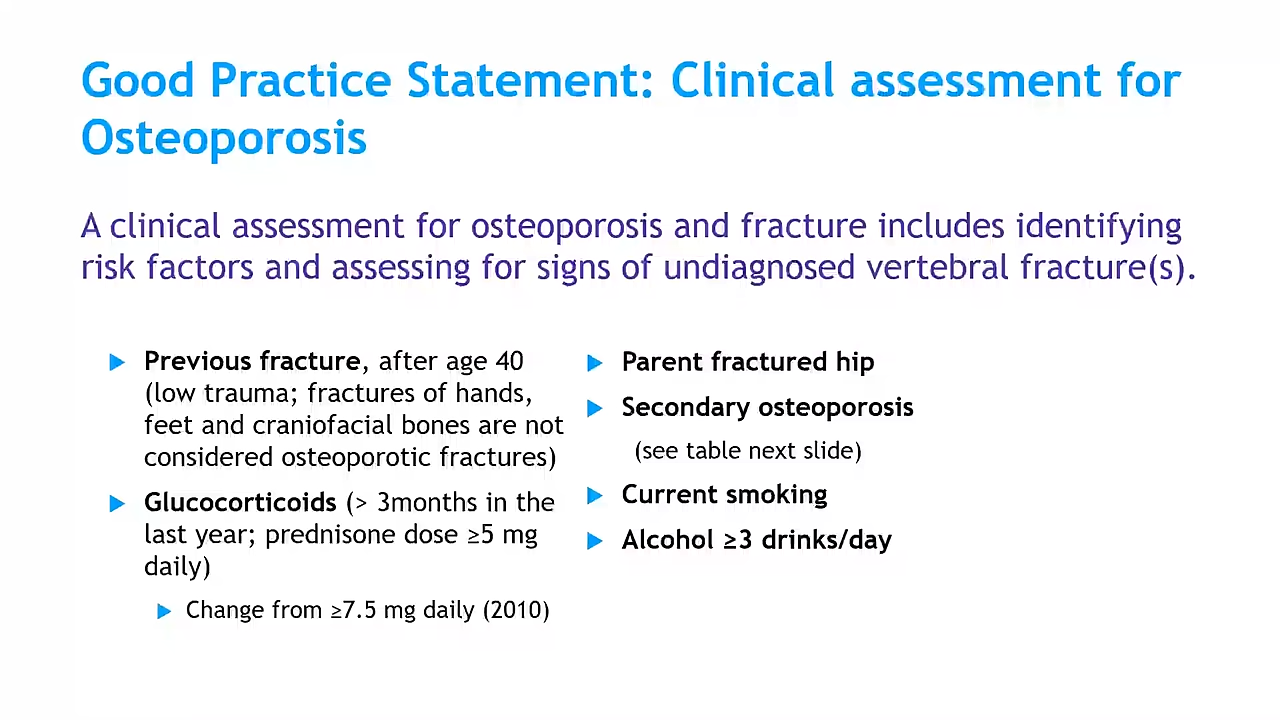 Good Practice Statement: Clinical assessment for
Osteoporosis
A clinical assessment for osteoporosis and fracture includes identifying
risk factors and assessing for signs of undiagnosed vertebral fracture(s).
Previous fracture, after age 40
(low trauma; fractures of hands,
feet and craniofacial bones are not
considered osteoporotic fractures)
Glucocorticoids (> 3months in the
last year; prednisone dose ≥5 mg
daily)
Change from ≥7.5 mg daily (2010)
Parent fractured hip
Secondary osteoporosis
(see table next slide)
Current smoking
Alcohol ≥3 drinks/day